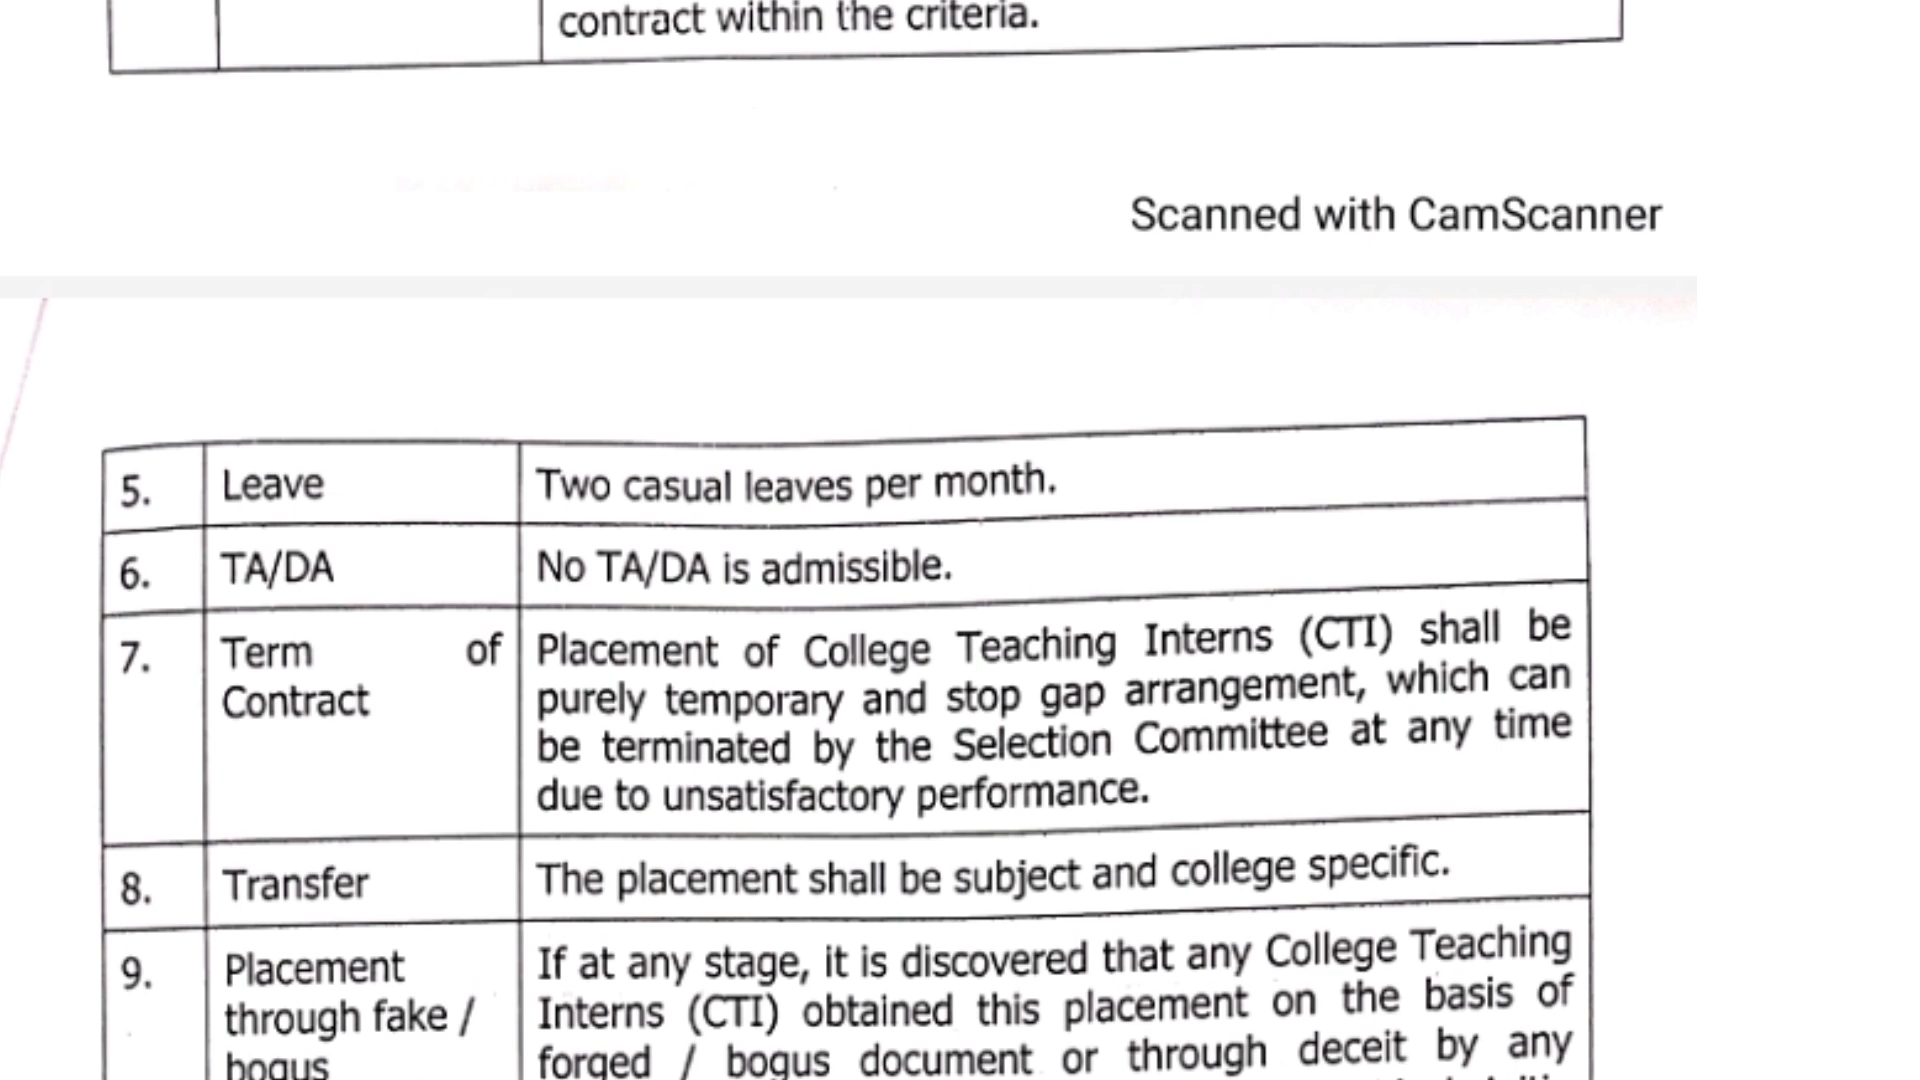 contract within the criteria.
Scanned with CamScanner
5. Leave Two casual leaves per month.
6. TA/DA No TA/DA is admissible.
7. Term of Contract
Placement of College Teaching Interns (CTI) shall be
purely temporary and stop gap arrangement, which can
be terminated by the Selection Committee at any time
due to unsatisfactory performance.
8. Transfer The placement shall be subject and college specific.
9. Placement
through fake /
bogus
If at any stage, it is discovered that any College Teaching
Interns (CTI) obtained this placement on the basis of
forged / bogus document or through deceit by any